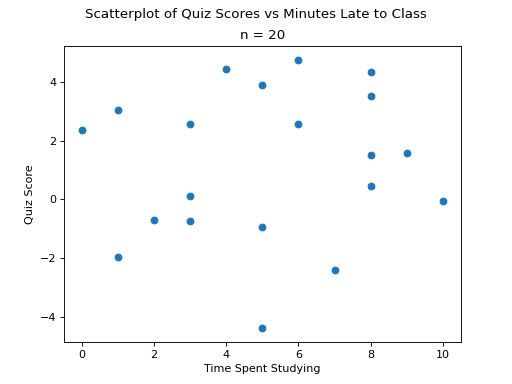 Scatterplot of Quiz Scores vs Minutes Late to Class
n = 20
4
2
0
−2
−4
Quiz Score
0 2 4 6 8 10
Time Spent Studying